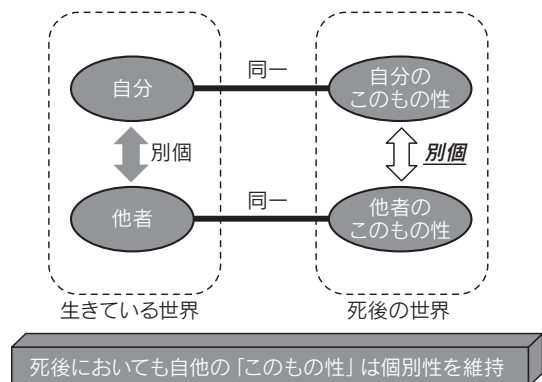 自分
同一
自分の
このもの性
別個
別個
他者
同一
他者の
このもの性
生きている世界
死後の世界
死後においても自他の「このもの性」は個別性を維持